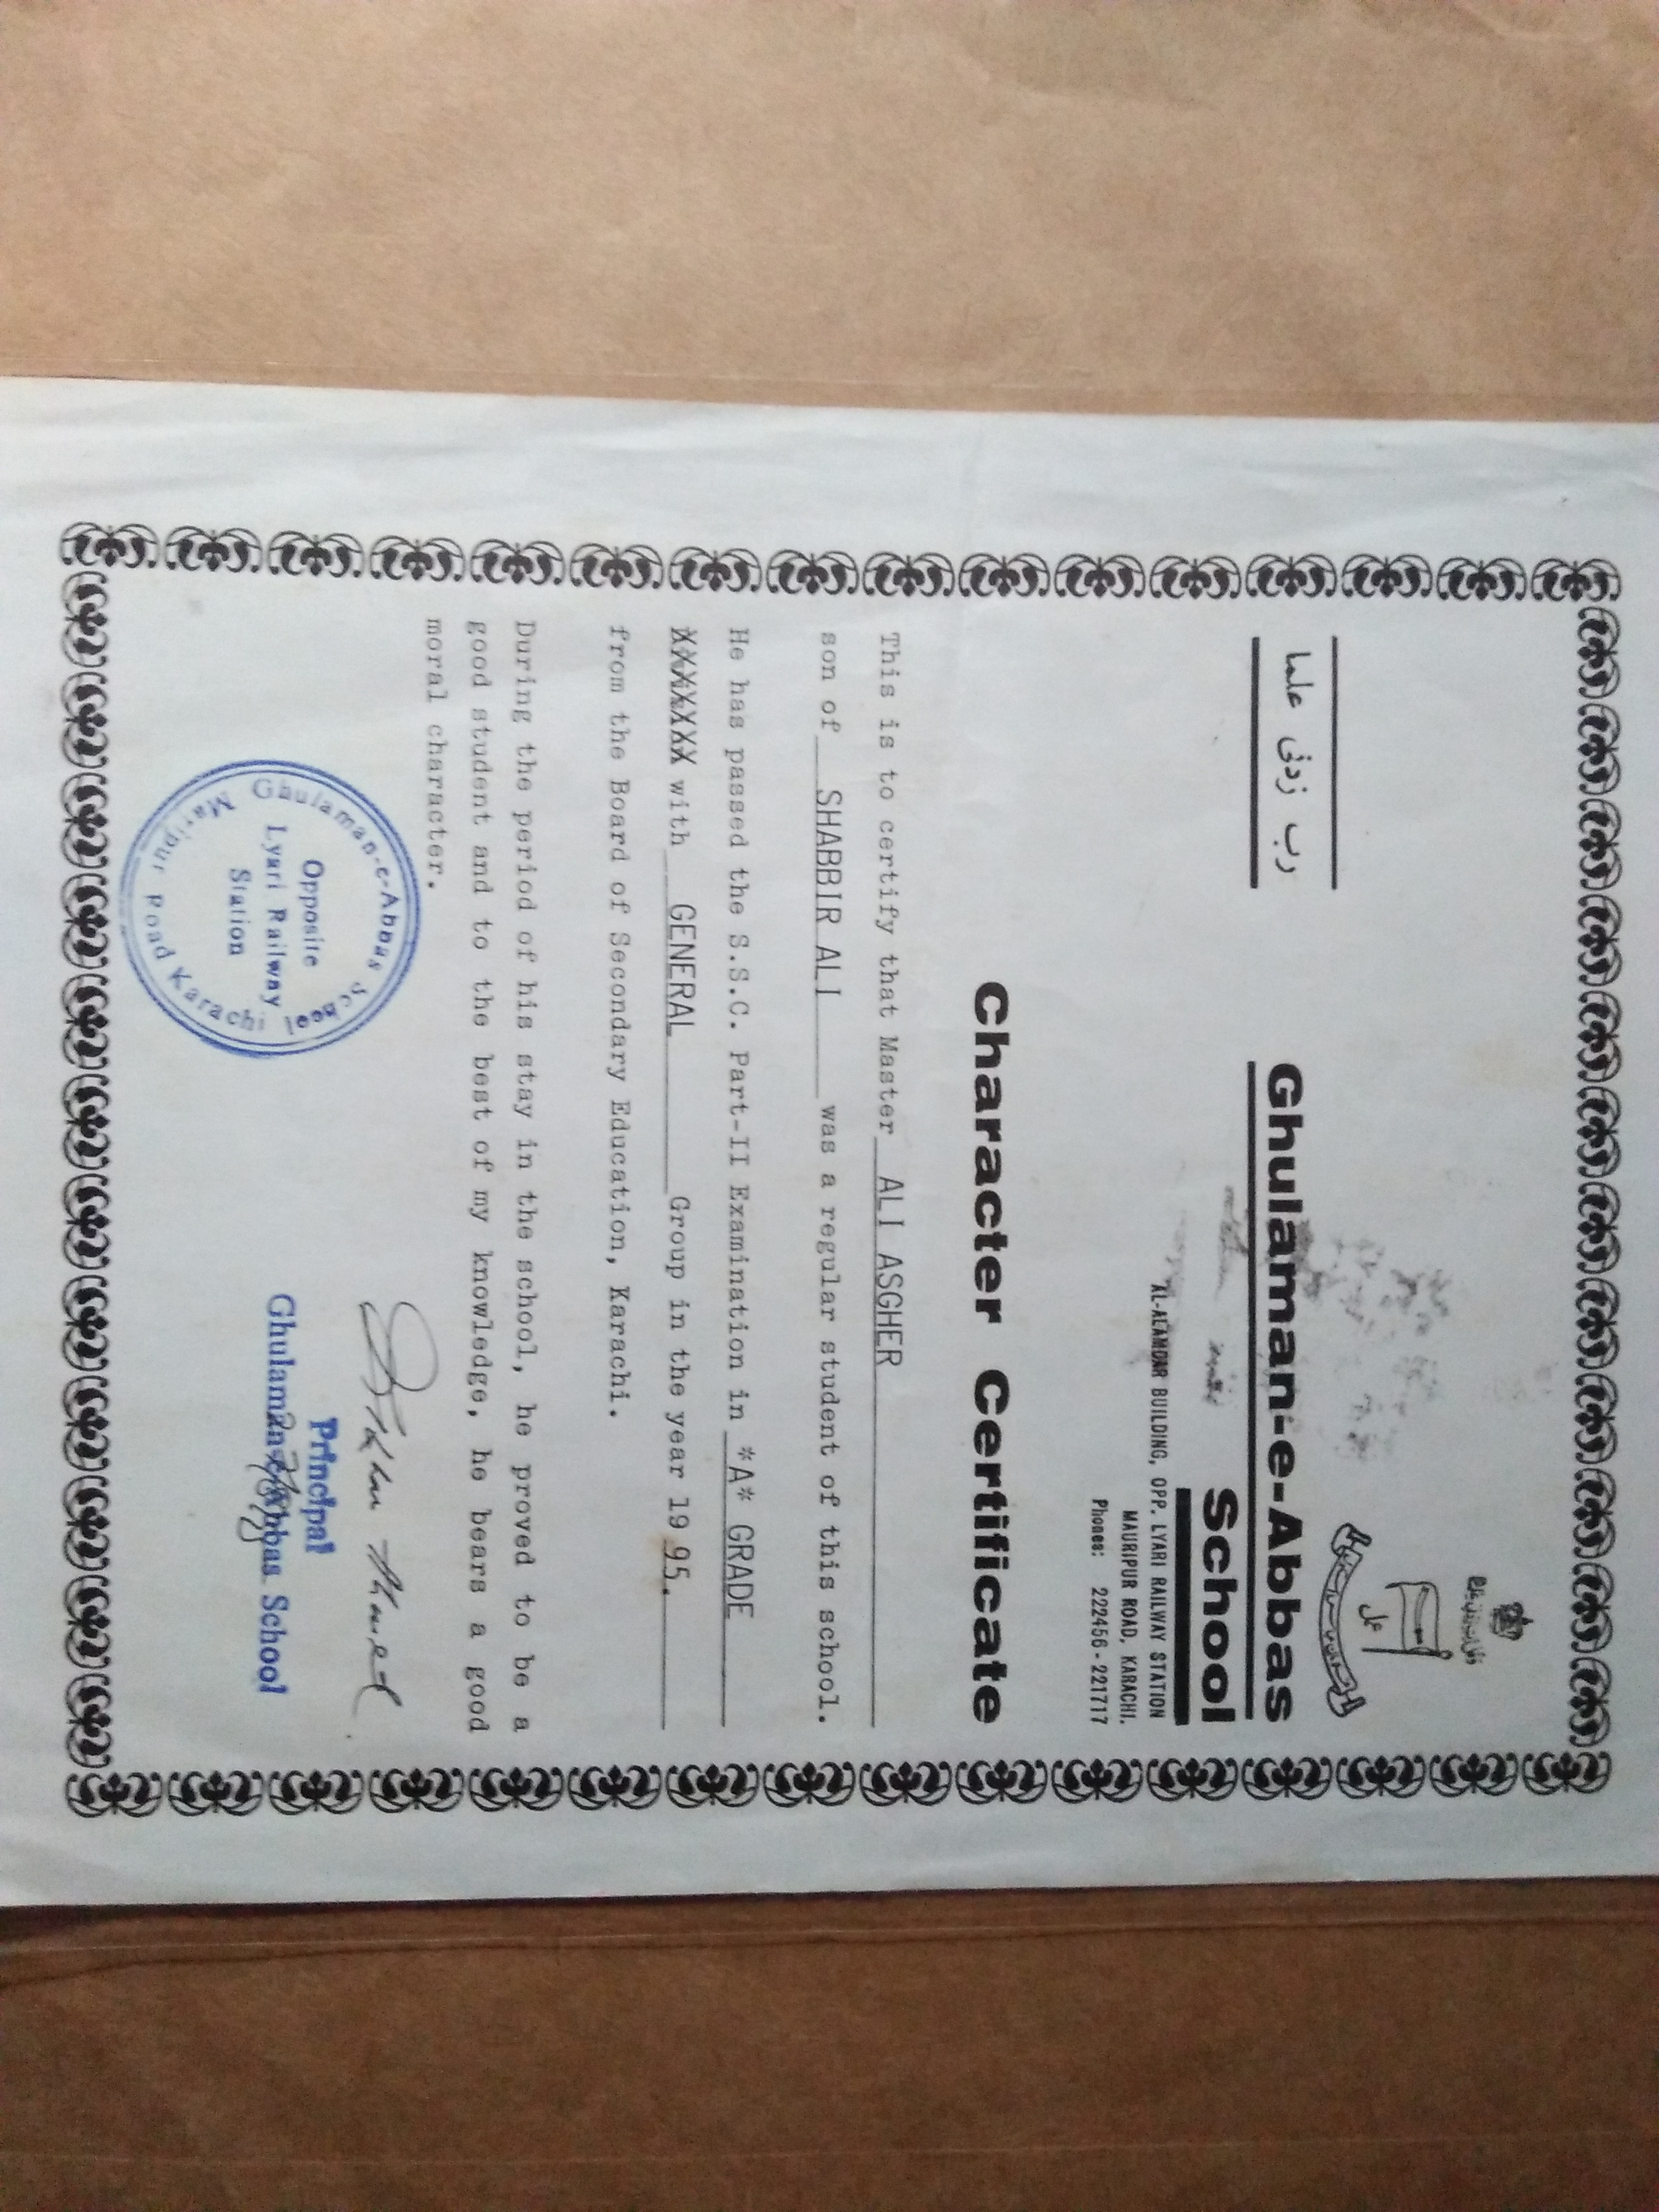 عمل
رب زدنی علما
Ghulaman-e-Abbas
School
AL-ALAMDAR BUILDING, OPP. LYARI RAILWAY STATION
MAURIPUR ROAD, KARACHI.
Phones: 222456-221717
Character Certificate
This is to certify that Master ALI ASGHER
son of SHABBIR ALI was a regular student of this school.
He has passed the S.S.C. Part-II Examination in *A* GRADE
XXXXXXX with GENERAL Group in the year 19 95.
from the Board of Secondary Education, Karachi.
During the period of his stay in the school, he proved to be a
good student and to the best of my knowledge, he bears a good
moral character.
Ghulaman-e-Abbas School
Opposite
Lyari Railway
Station
Maripur Road Karachi
Ahmed
Principal
Ghulaman-e-Abbas School